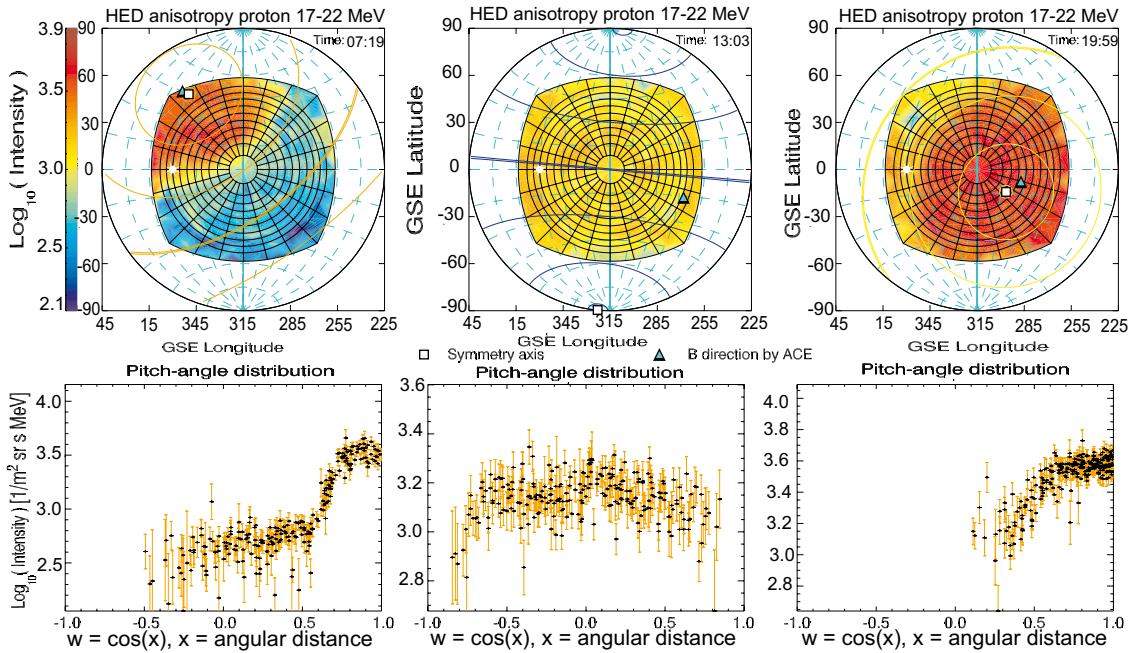 HED anisotropy proton 17-22 MeV
HED anisotropy proton 17-22 MeV
HED anisotropy proton 17-22 MeV
Time: 07:19
Time: 13:03
Time: 19:59
Log10( Intensity)
3.9
3.5
3.0
2.5
2.1
90
60
30
0
-30
-60
-90
45 15 345 315 285 255 225
GSE Longitude
GSE Latitude
90
60
30
0
-30
-60
-90
45 15 345 315 285 255 225
GSE Longitude
GSE Latitude
90
60
30
0
-30
-60
-90
45 15 345 315 285 255 225
GSE Longitude
Symmetry axis
B direction by ACE
Pitch-angle distribution
Pitch-angle distribution
Pitch-angle distribution
Log10( Intensity) [1/m2 sr s MeV]
4.0
3.5
3.0
2.5
-1.0 -0.5 0.0 0.5 1.0
w = cos(x), x = angular distance
3.6
3.4
3.2
3.0
2.8
-1.0 -0.5 0.0 0.5 1.0
w = cos(x), x = angular distance
4.0
3.8
3.6
3.4
3.2
3.0
2.8
-1.0 -0.5 0.0 0.5 1.0
w = cos(x), x = angular distance